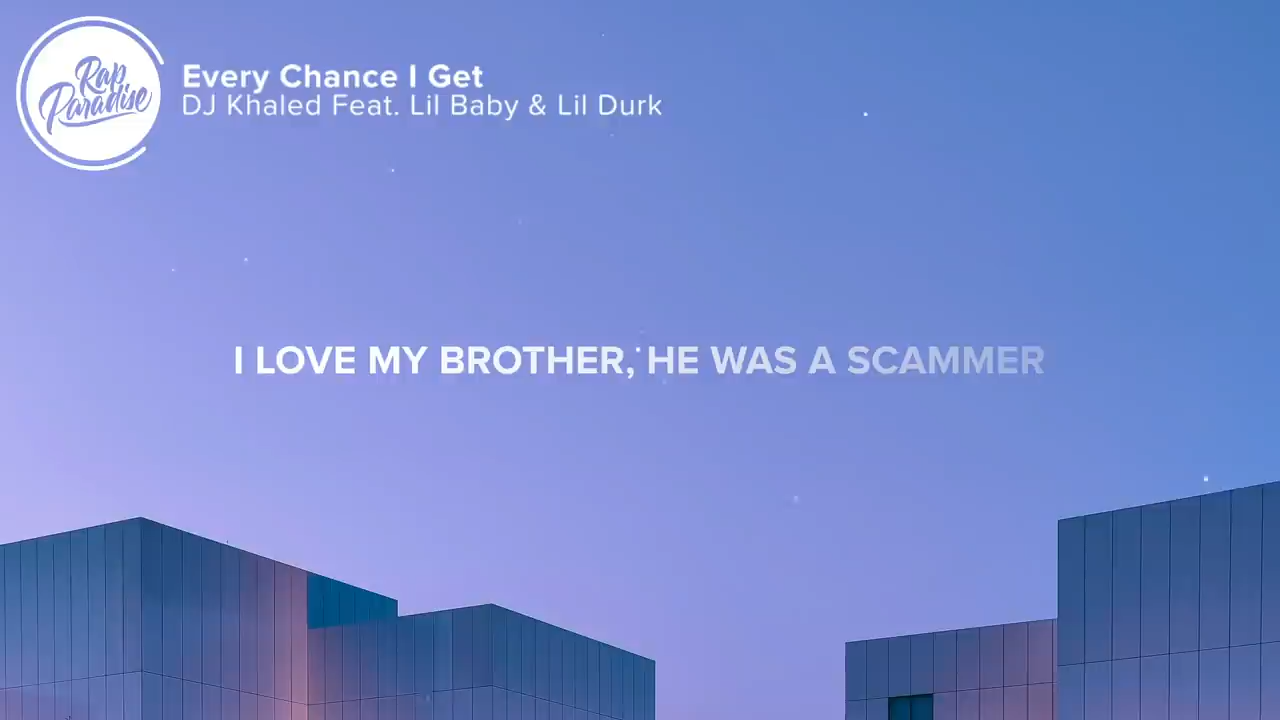 Rap
Paradise
Every Chance I Get
DJ Khaled Feat. Lil Baby & Lil Durk
I LOVE MY BROTHER, HE WAS A SCAMMER